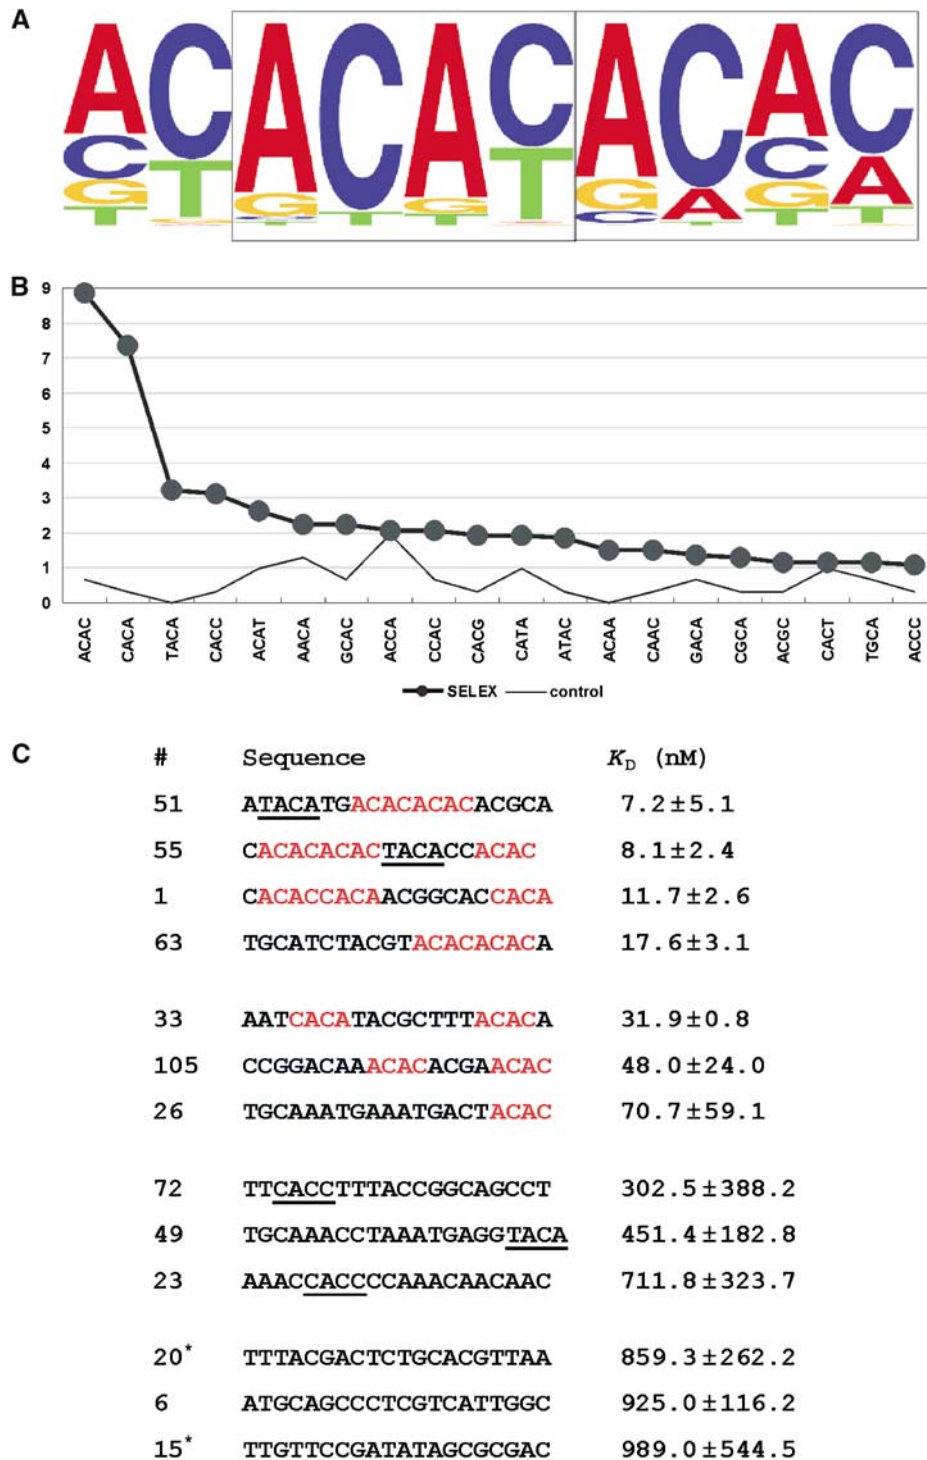 A
A C A C A T A C A C
C T G T G T G A C A
G C T T C T G T
T
B
9
8
7
6
5
4
3
2
1
0
ACAC CACA TACA CACC ACAT AACA GCAC ACCA CCAC CACG CATA ATAC ACAA CAAC GACA CGCA ACGC CACT TGCA ACCC
SELEX control
C
# Sequence KD (nM)
51 ATACATGACACACACACGCA 7.2±5.1
55 CACACACACTACACCACAC 8.1±2.4
1 CACACCACAACGGCACCACA 11.7±2.6
63 TGCATCTACGTACACACACA 17.6±3.1
33 AATCACATACGCTTTACACA 31.9±0.8
105 CCGGACAAACACACGAACAC 48.0±24.0
26 TGCAAATGAAATGACTACAC 70.7±59.1
72 TTCACCTTTACCGGCAGCCT 302.5±388.2
49 TGCAAACCTAAATGAGGTACA 451.4±182.8
23 AAACCACCCCAAACAACAAC 711.8±323.7
20* TTTACGACTCTGCACGTTAA 859.3±262.2
6 ATGCAGCCCTCGTCATTGGC 925.0±116.2
15* TTGTTCCGATATAGCGCGAC 989.0±544.5